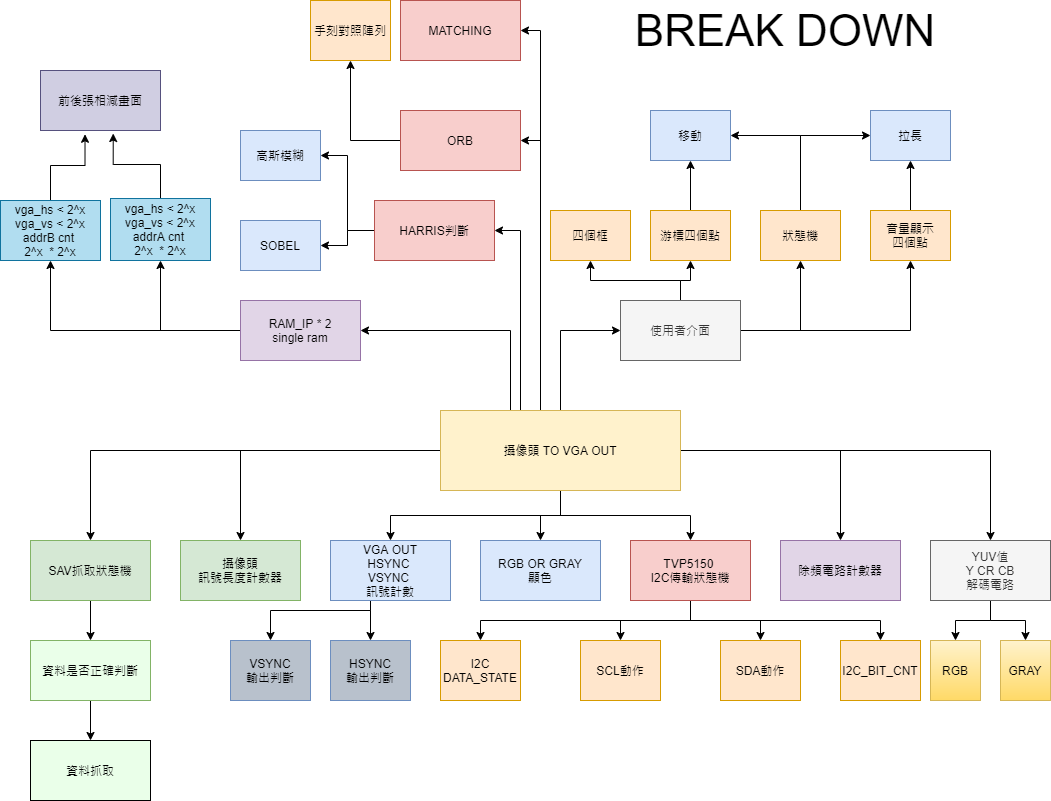 BREAK DOWN
手刻對照陣列
MATCHING
前後張相減畫面
高斯模糊
ORB
移動
拉長
vga_hs < 2^x
vga_vs < 2^x
addrB cnt
2^x * 2^x
vga_hs < 2^x
vga_vs < 2^x
addrA cnt
2^x * 2^x
SOBEL
HARRIS判斷
四個框
游標四個點
狀態機
音量顯示
四個點
RAM_IP * 2
single ram
使用者介面
攝像頭 TO VGA OUT
SAV抓取狀態機
攝像頭
訊號長度計數器
VGA OUT
HSYNC
VSYNC
訊號計數
RGB OR GRAY
顏色
TVP5150
I2C傳輸狀態機
除頻電路計數器
YUV值
Y CR CB
解碼電路
資料是否正確判斷
VSYNC
輸出判斷
HSYNC
輸出判斷
I2C
DATA_STATE
SCL動作
SDA動作
I2C_BIT_CNT
RGB
GRAY
資料抓取